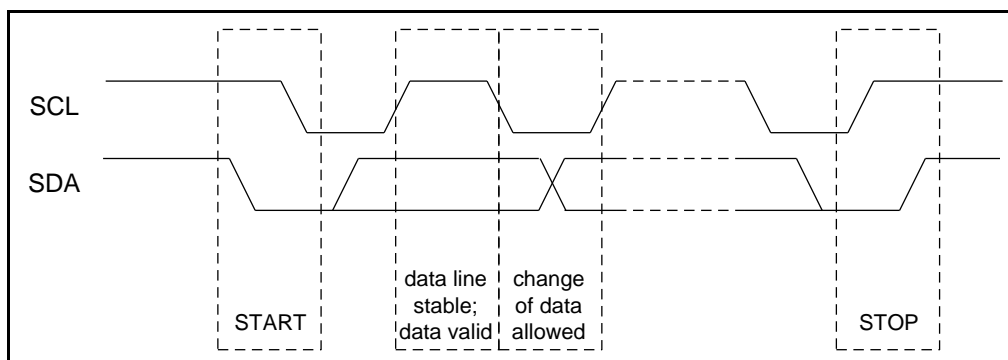 SCL
SDA
START
data line
stable;
data valid
change
of data
allowed
STOP